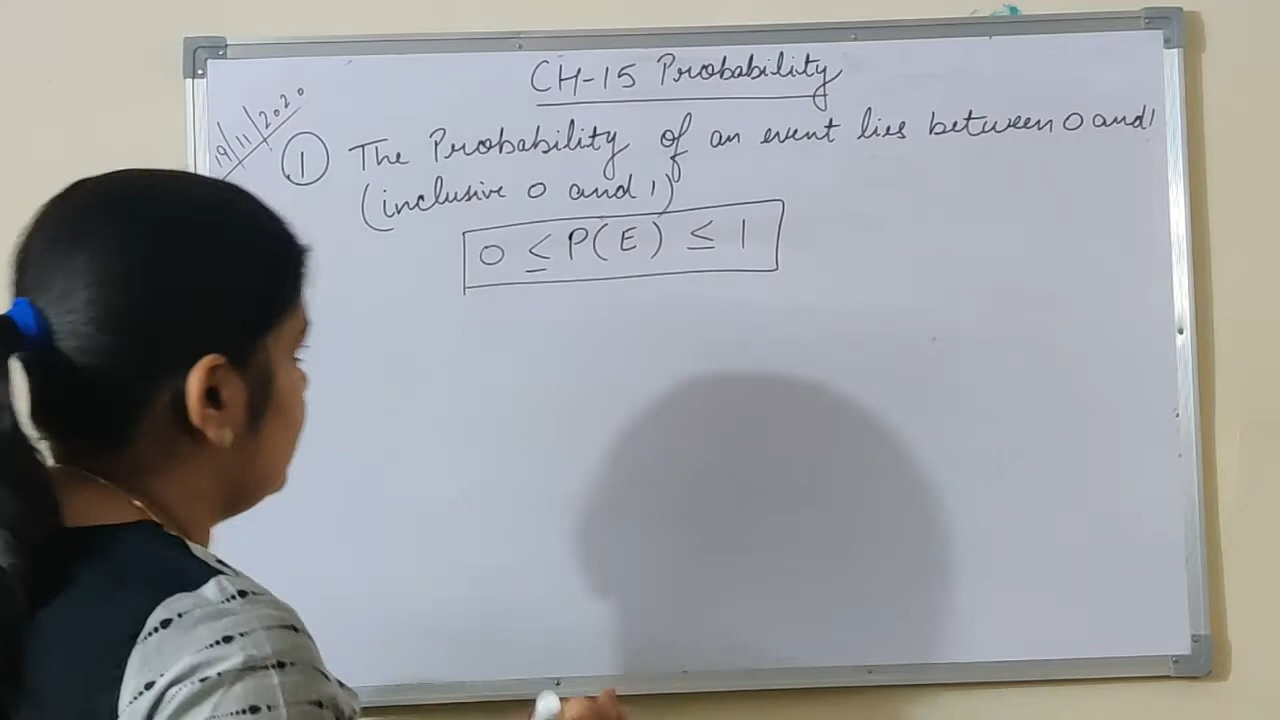 CH-15 Probability
19/11/2020
① The Probability of an event lies between 0 and 1
(inclusive 0 and 1)
0 ≤ P(E) ≤ 1